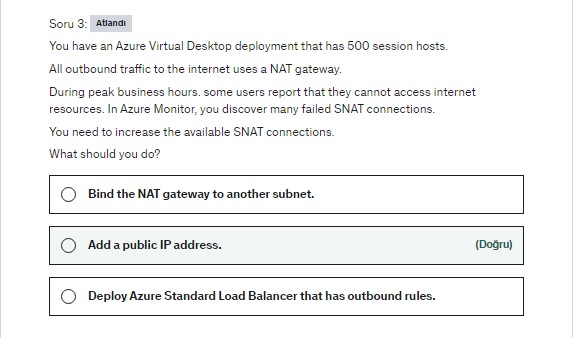 Soru 3: Atlandı
You have an Azure Virtual Desktop deployment that has 500 session hosts.
All outbound traffic to the internet uses a NAT gateway.
During peak business hours. some users report that they cannot access internet
resources. In Azure Monitor, you discover many failed SNAT connections.
You need to increase the available SNAT connections.
What should you do?
Bind the NAT gateway to another subnet.
Add a public IP address. (Doğru)
Deploy Azure Standard Load Balancer that has outbound rules.